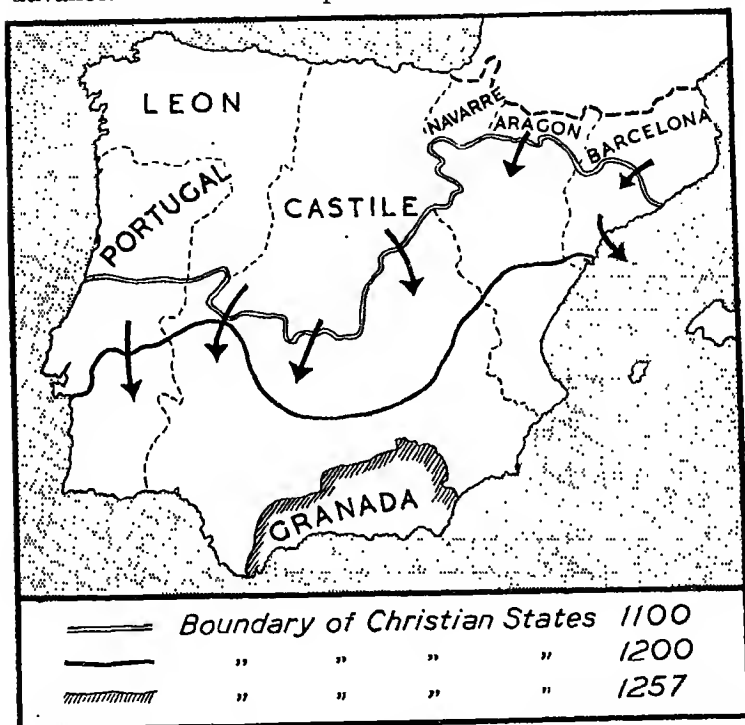 LEON
NAVARRE
ARAGON
BARCELONA
PORTUGAL
CASTILE
GRANADA
Boundary of Christian States 1100
„ „ „ „ 1200
„ „ „ „ 1257